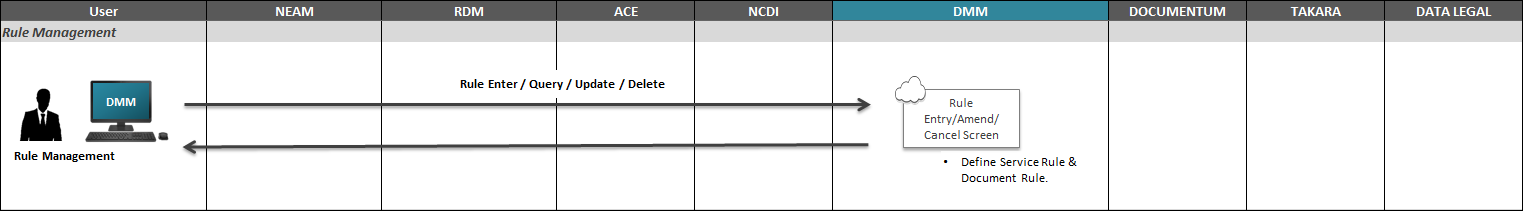 User NEAM RDM ACE NCDI DMM DOCUMENTUM TAKARA DATA LEGAL
Rule Management
Rule Enter / Query / Update / Delete
DMM
Rule
Entry/Amend/
Cancel Screen
Rule Management
• Define Service Rule &
Document Rule.